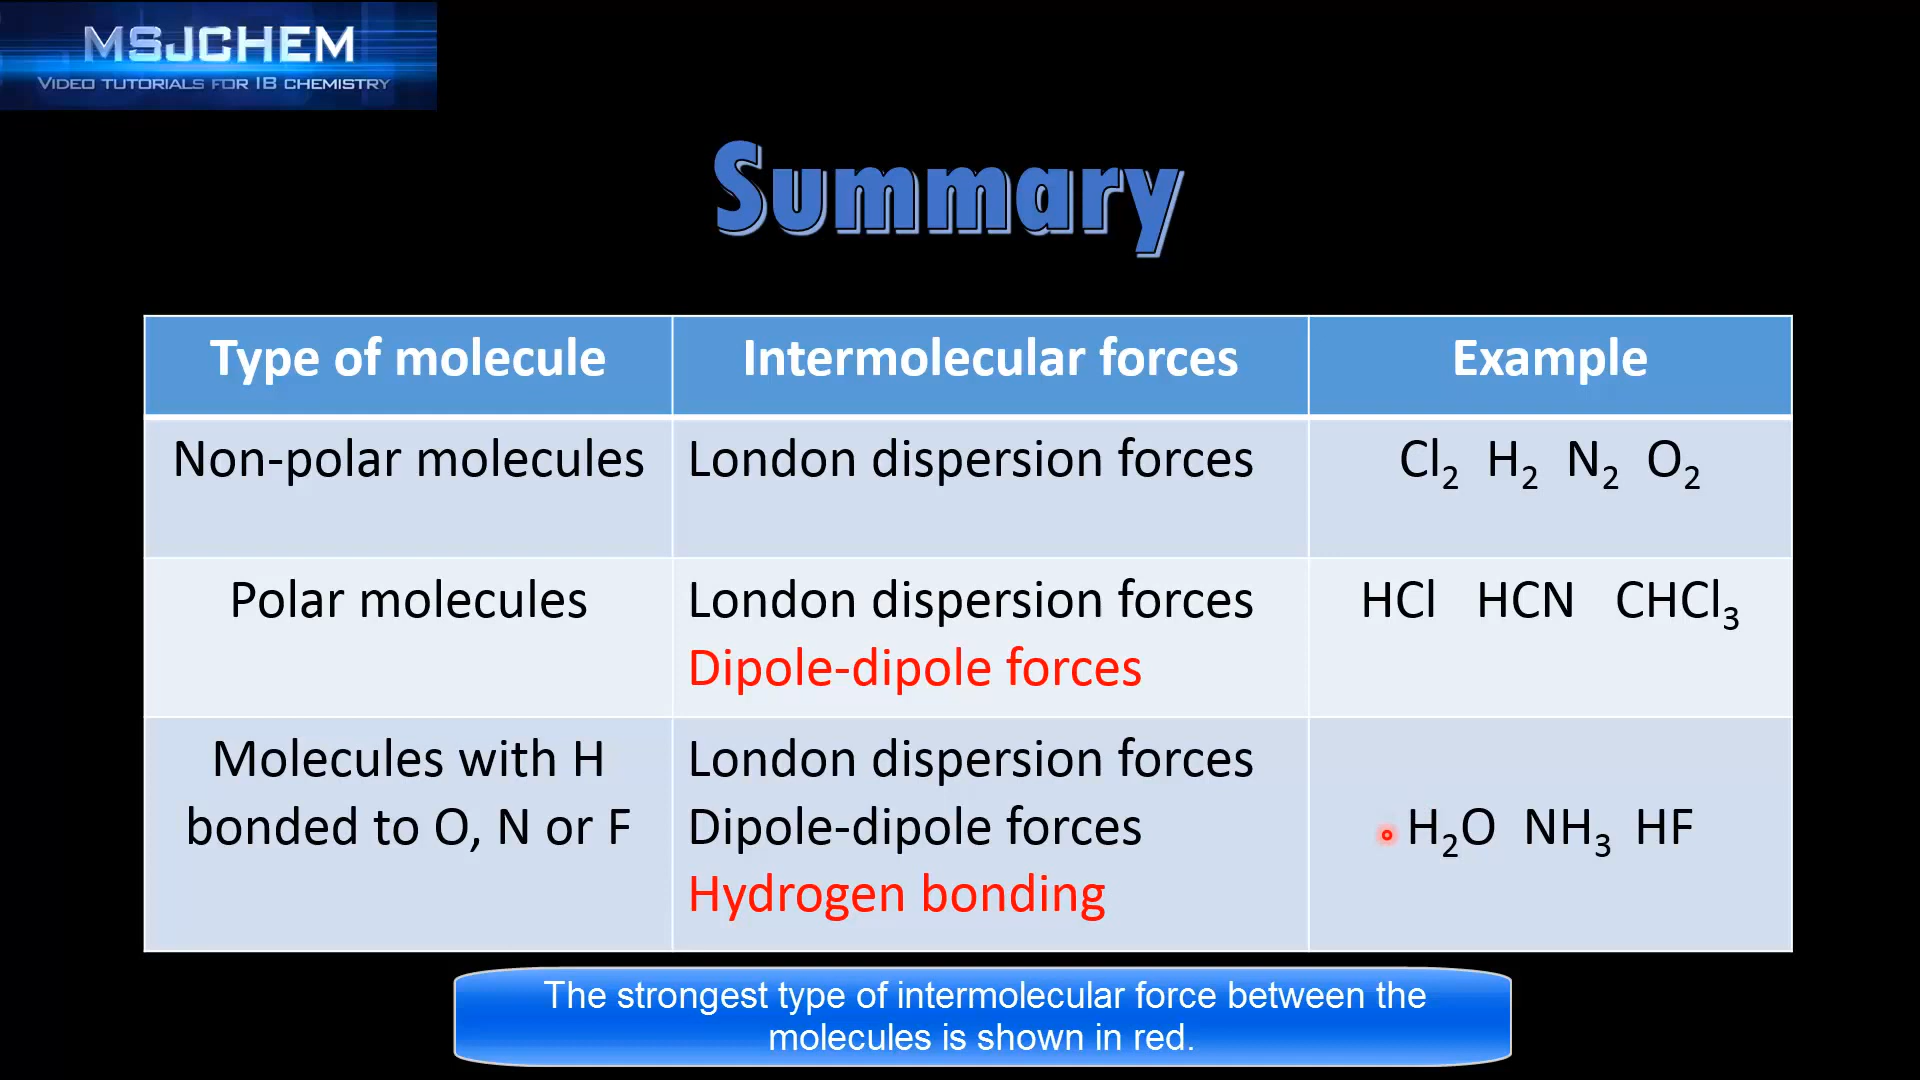 MSJCHEM
VIDEO TUTORIALS FOR IB CHEMISTRY
Summary
Type of molecule
Intermolecular forces
Example
Non-polar molecules
London dispersion forces
Cl₂ H₂ N₂ O₂
Polar molecules
London dispersion forces
Dipole-dipole forces
HCl HCN CHCl₃
Molecules with H
bonded to O, N or F
London dispersion forces
Dipole-dipole forces
Hydrogen bonding
H₂O NH₃ HF
The strongest type of intermolecular force between the
molecules is shown in red.